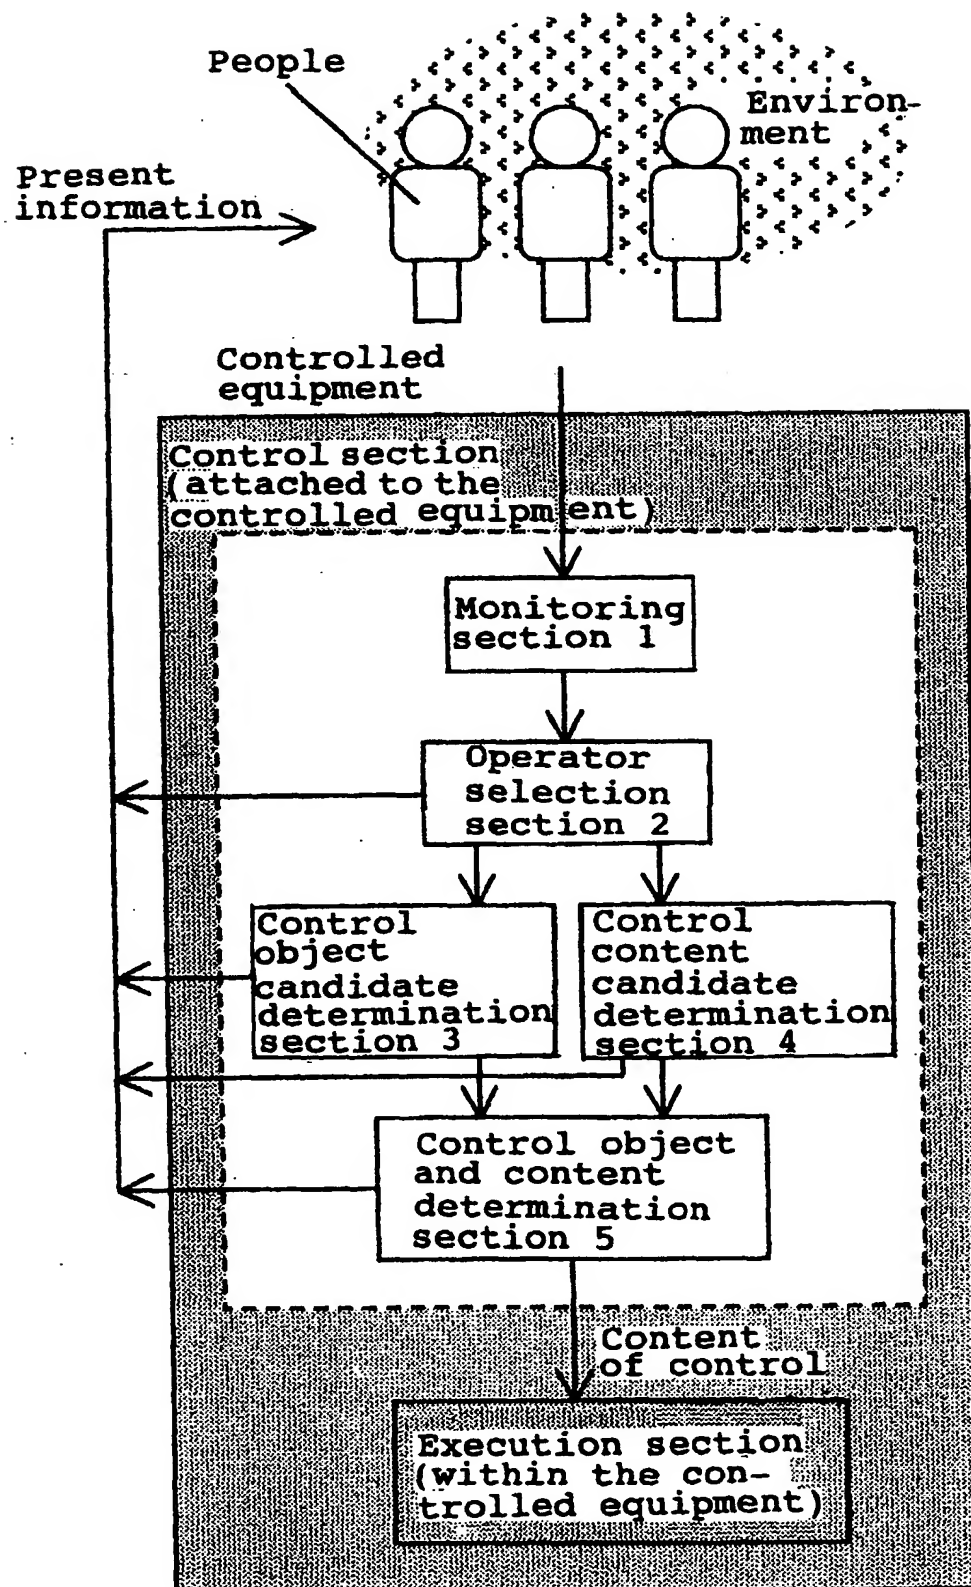 People
Environ-
ment
Present
information
Controlled
equipment
Control section
(attached to the
controlled equipment)
Monitoring
section 1
Operator
selection
section 2
Control
object
candidate
determination
section 3
Control
content
candidate
determination
section 4
Control object
and content
determination
section 5
Content
of control
Execution section
(within the con-
trolled equipment)